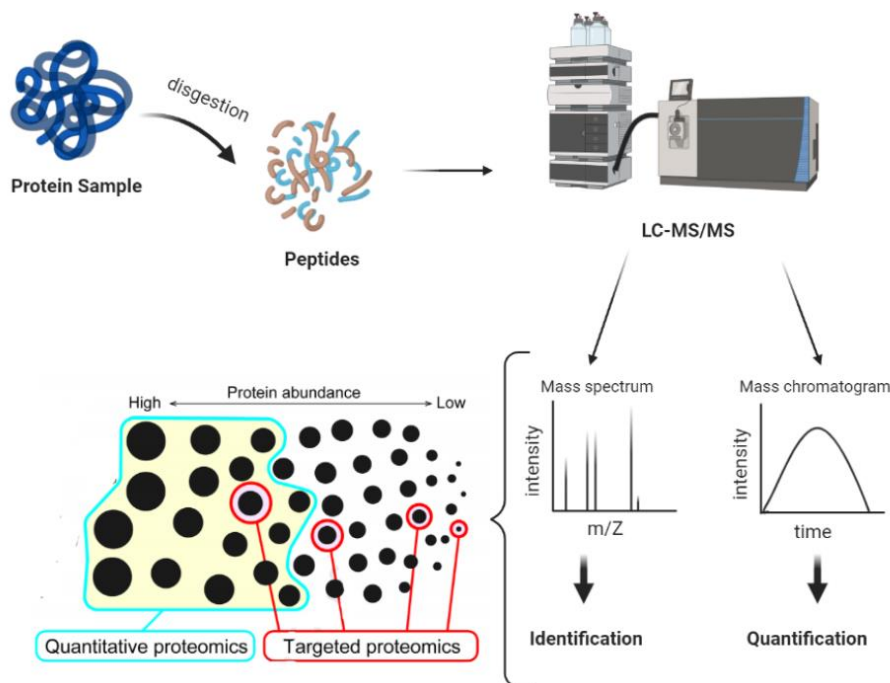 disgestion
Protein Sample
Peptides
LC-MS/MS
Protein abundance
High
Low
Quantitative proteomics
Targeted proteomics
Mass spectrum
intensity
m/Z
Identification
Mass chromatogram
intensity
time
Quantification